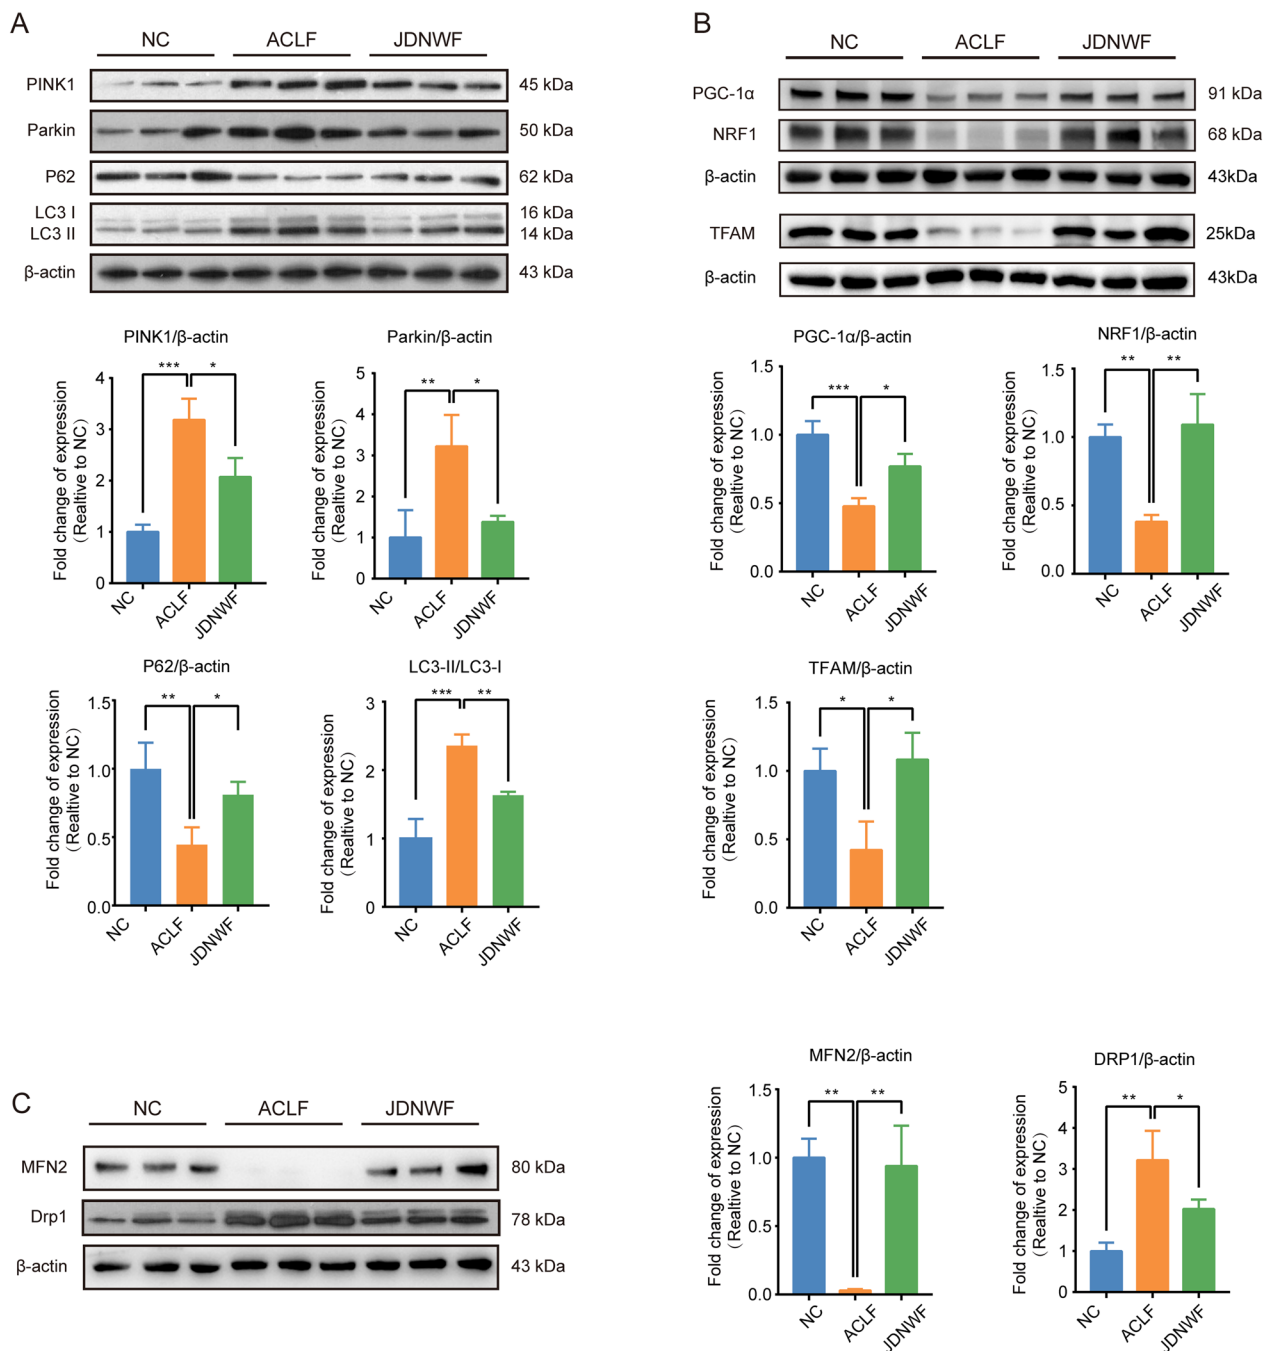 A
NC ACLF JDNWF
PINK1 45 kDa
Parkin 50 kDa
P62 62 kDa
LC3 I 16 kDa
LC3 II 14 kDa
β-actin 43 kDa
PINK1/β-actin
Fold change of expression
(Realtive to NC)
4
3
2
1
0
*** *
NC ACLF JDNWF
Parkin/β-actin
Fold change of expression
(Realtive to NC)
5
4
3
2
1
0
** *
NC ACLF JDNWF
P62/β-actin
Fold change of expression
(Realtive to NC)
1.5
1.0
0.5
0.0
** *
NC ACLF JDNWF
LC3-II/LC3-I
Fold change of expression
(Realtive to NC)
3
2
1
0
*** **
NC ACLF JDNWF
B
NC ACLF JDNWF
PGC-1α 91 kDa
NRF1 68 kDa
β-actin 43kDa
TFAM 25kDa
β-actin 43kDa
PGC-1α/β-actin
Fold change of expression
(Realtive to NC)
1.5
1.0
0.5
0.0
*** *
NC ACLF JDNWF
NRF1/β-actin
Fold change of expression
(Realtive to NC)
1.5
1.0
0.5
0.0
** **
NC ACLF JDNWF
TFAM/β-actin
Fold change of expression
(Realtive to NC)
1.5
1.0
0.5
0.0
* *
NC ACLF JDNWF
C
NC ACLF JDNWF
MFN2 80 kDa
Drp1 78 kDa
β-actin 43 kDa
MFN2/β-actin
Fold change of expression
(Realtive to NC)
1.5
1.0
0.5
0.0
** **
NC ACLF JDNWF
DRP1/β-actin
Fold change of expression
(Realtive to NC)
5
4
3
2
1
0
** *
NC ACLF JDNWF